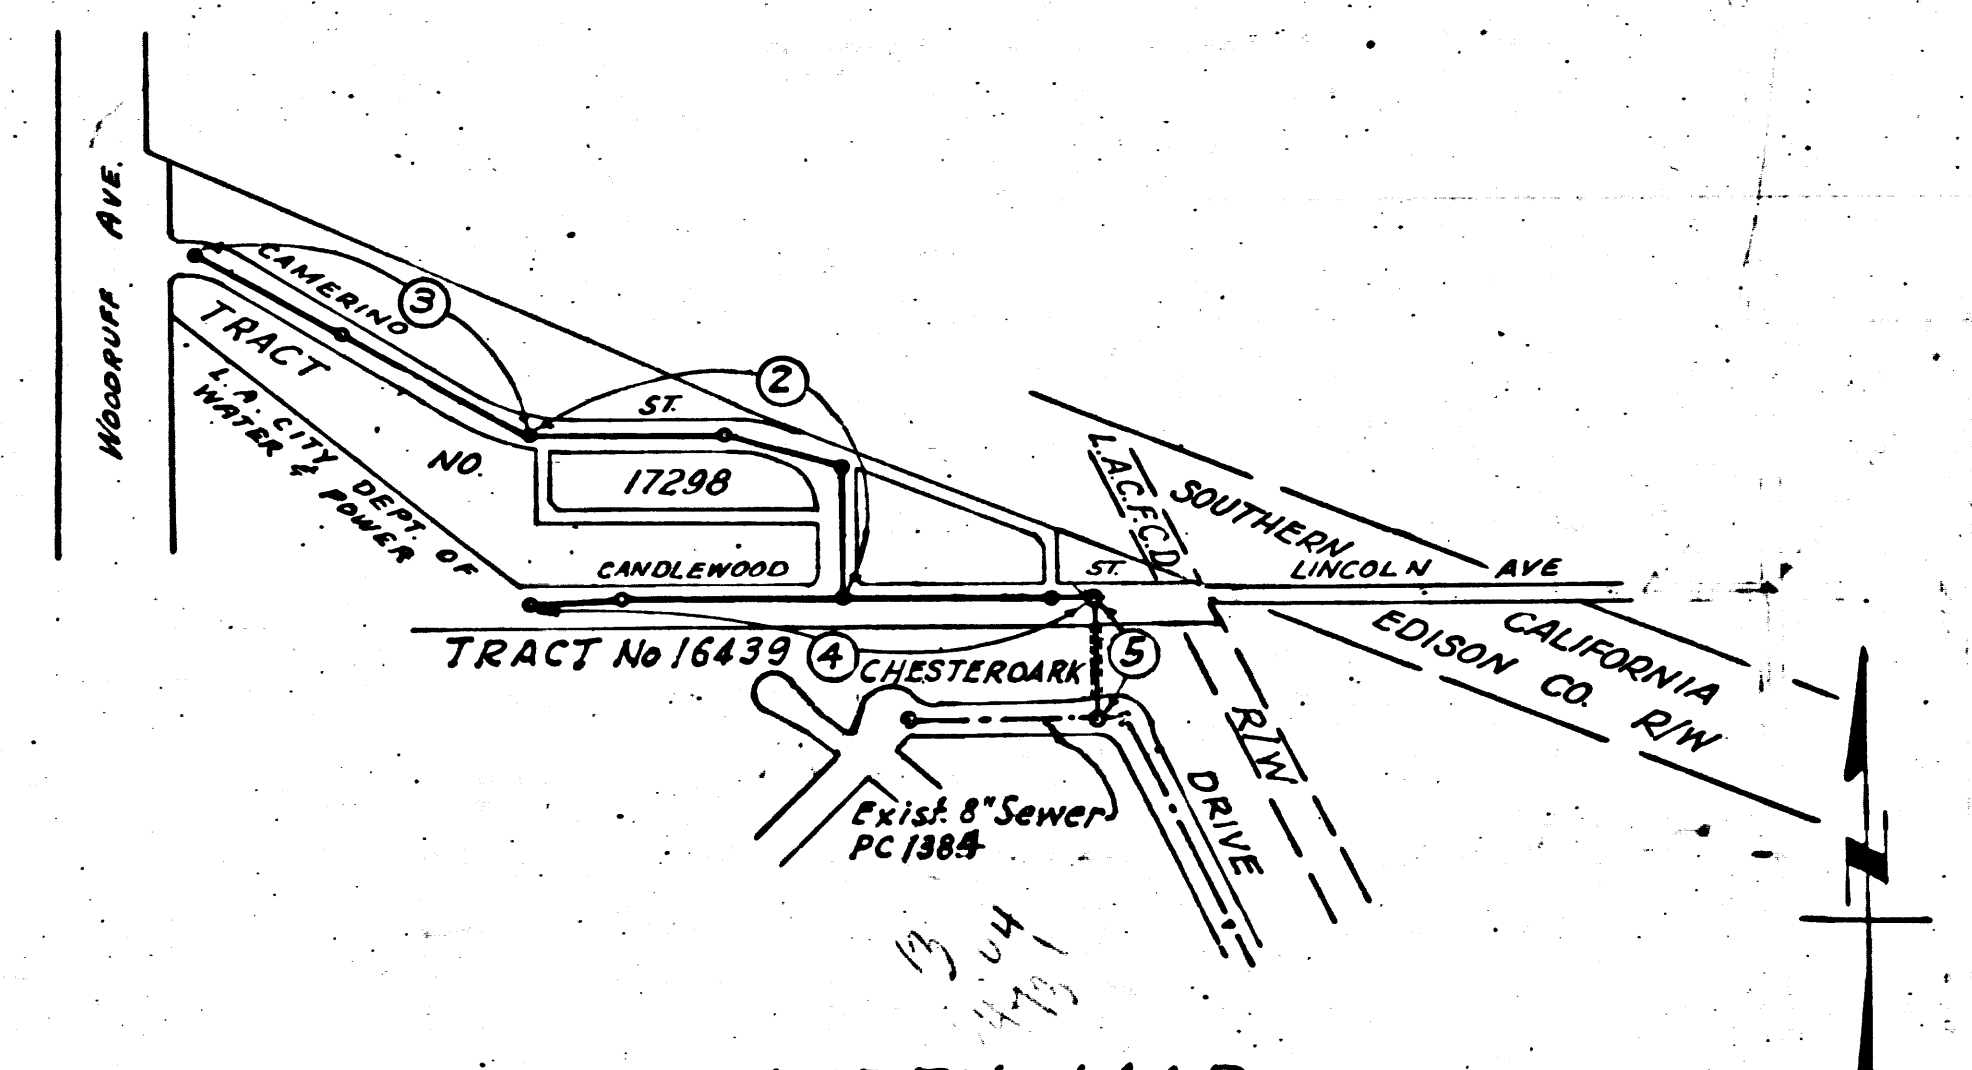 WOODRUFF AVE.
CAMERINO
3
TRACT
L.A. CITY DEPT. OF
WATER & POWER
2
ST.
NO.
17298
CANDLEWOOD
ST.
L.A.C.F.C.D.
SOUTHERN
LINCOLN AVE
CALIFORNIA
EDISON CO. R/W
TRACT No 16439
4
CHESTEROARK
5
R/W
DRIVE
Exist. 8" Sewer
PC 1384
N
13